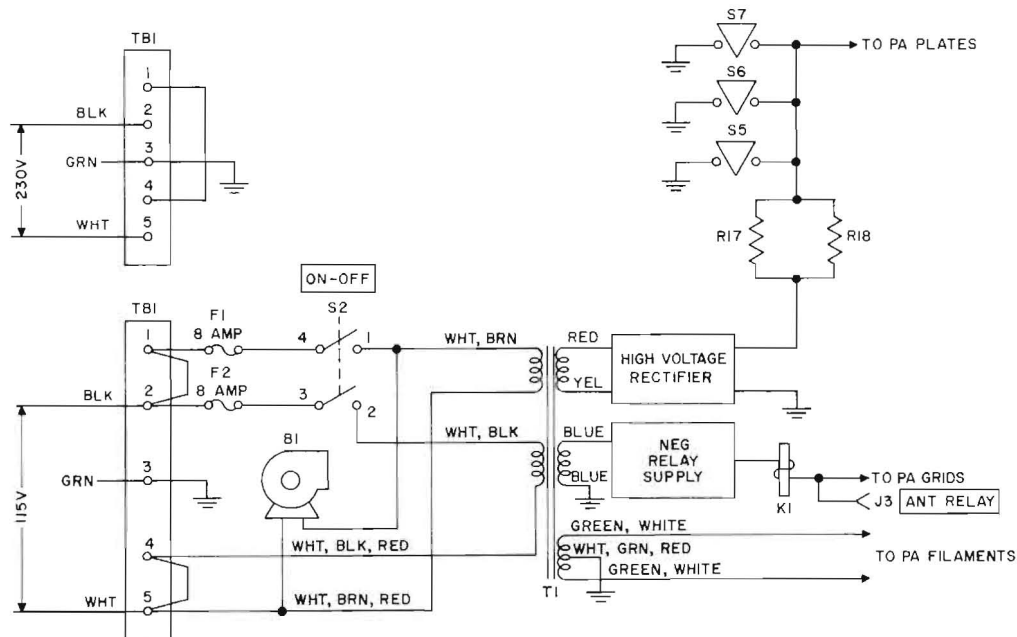 S7
TO PA PLATES
S6
S5
R17
R18
TB1
1
BLK
2
GRN
3
230V
4
WHT
5
ON-OFF
S2
TB1
1
F1
8 AMP
4
1
WHT, BRN
RED
HIGH VOLTAGE
RECTIFIER
F2
8 AMP
BLK
2
3
2
YEL
WHT, BLK
BLUE
NEG
RELAY
SUPPLY
BLUE
B1
GRN
3
115V
K1
TO PA GRIDS
J3
ANT RELAY
4
WHT, BLK, RED
GREEN, WHITE
WHT, GRN, RED
GREEN, WHITE
TO PA FILAMENTS
T1
WHT
5
WHT, BRN, RED